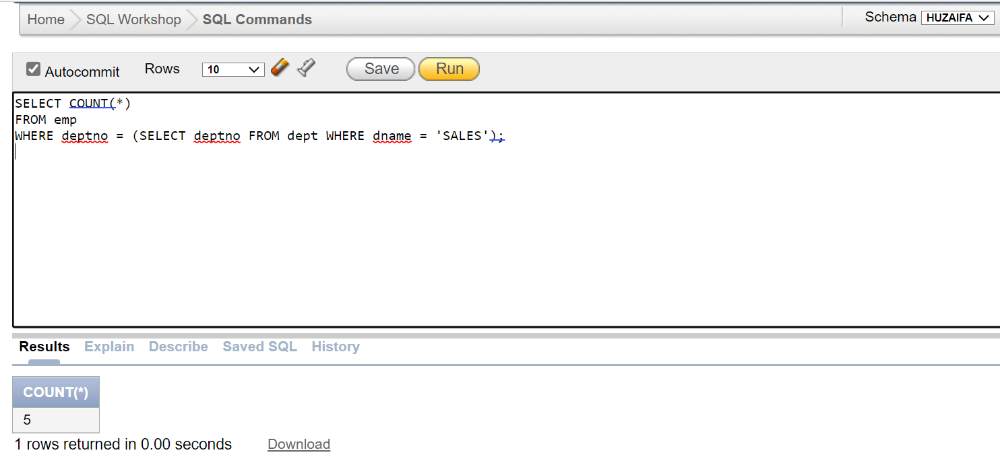 Home SQL Workshop SQL Commands Schema HUZAIFA
Autocommit Rows 10 Save Run
SELECT COUNT(*)
FROM emp
WHERE deptno = (SELECT deptno FROM dept WHERE dname = 'SALES');
Results Explain Describe Saved SQL History
COUNT(*)
5
1 rows returned in 0.00 seconds Download